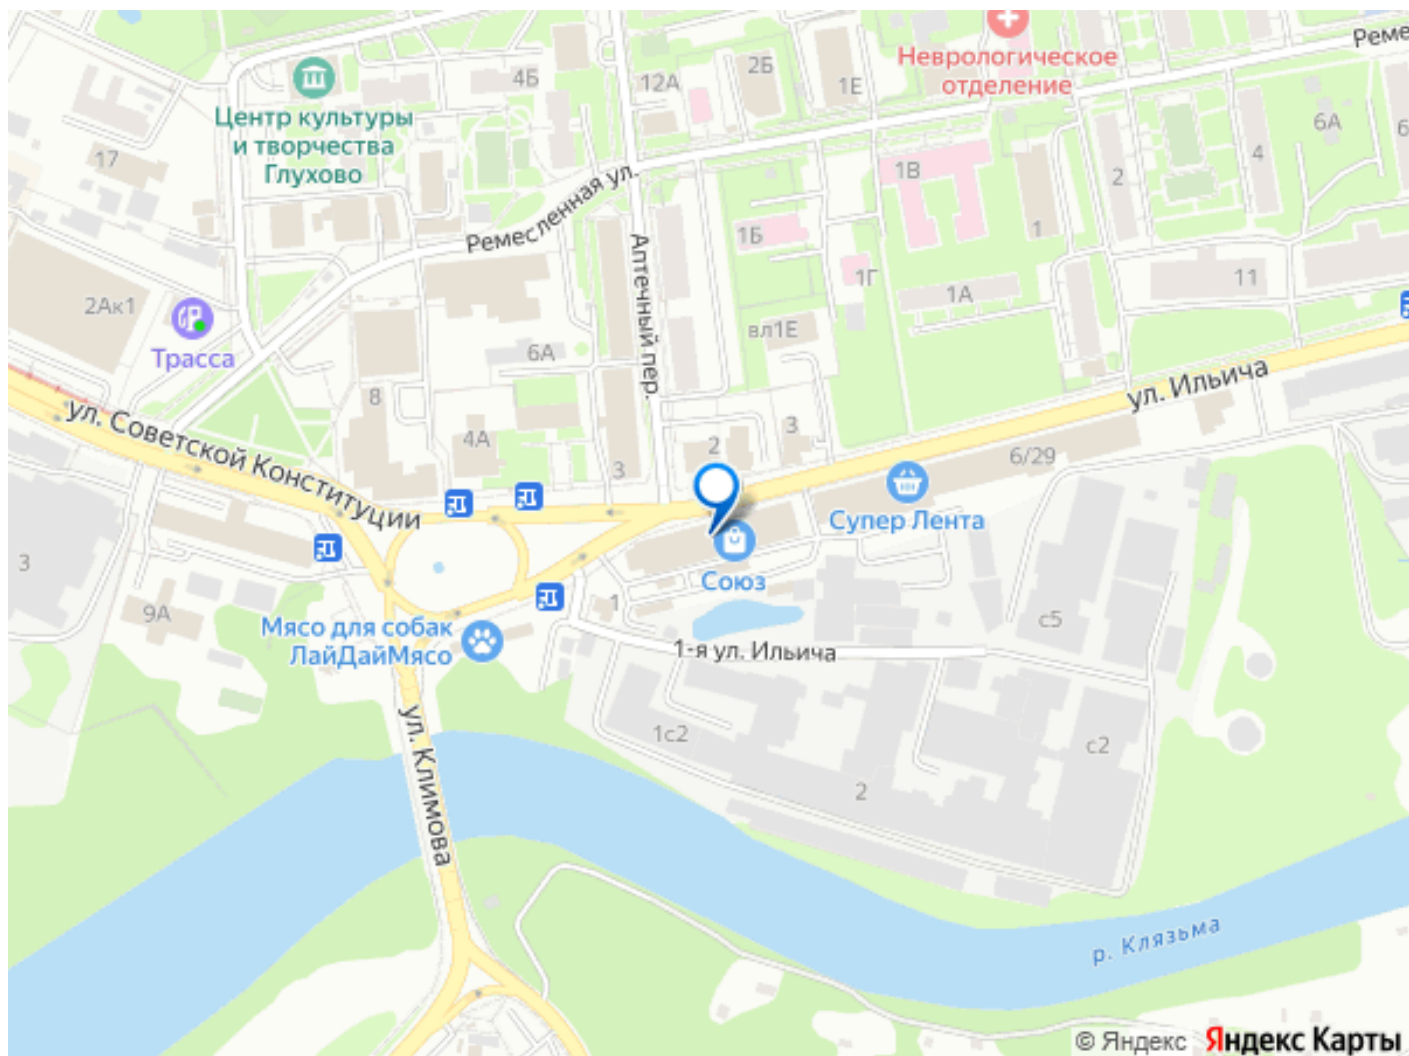 Реме
Неврологическое
отделение
4Б
12А
2Б
1Е
Центр культуры
и творчества
Глухово
17
1В
2
4
6А
6
Ремесленная ул.
Аптечный пер.
1Б
1
1Г
1А
11
2Ак1
Трасса
6А
вл1Е
8
ул. Ильича
ул. Советской Конституции
4А
3
2
3
6/29
Супер Лента
Союз
3
9А
1
Мясо для собак
ЛайДайМясо
1-я ул. Ильича
с5
1с2
с2
2
ул. Климова
р. Клязьма
© Яндекс Яндекс Карты